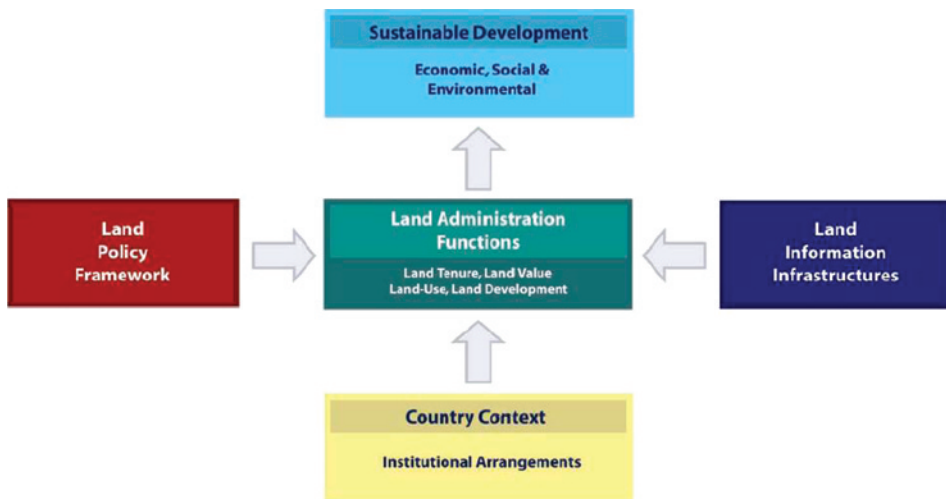 Sustainable Development
Economic, Social &
Environmental
Land
Policy
Framework
Land Administration
Functions
Land Tenure, Land Value
Land-Use, Land Development
Land
Information
Infrastructures
Country Context
Institutional Arrangements